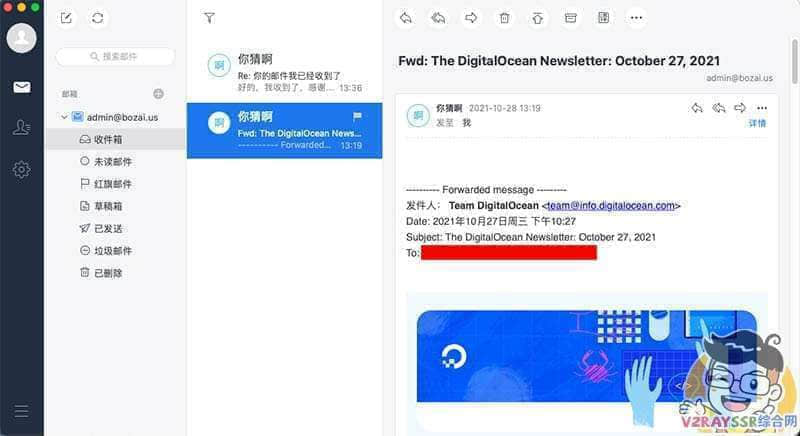 搜索邮件
邮箱
admin@bozai.us
收件箱
未读邮件
红旗邮件
草稿箱
已发送
垃圾邮件
已删除
啊
你猜啊
Re: 你的邮件我已经收到了
好的，我收到了，感谢... 13:36
啊
你猜啊
Fwd: The DigitalOcean News...
---------- Forwarded... 13:19
Fwd: The DigitalOcean Newsletter: October 27, 2021
admin@bozai.us
啊
你猜啊 2021-10-28 13:19
发至 我
详情
---------- Forwarded message ---------
发件人： Team DigitalOcean <team@info.digitalocean.com>
Date: 2021年10月27日周三 下午10:27
Subject: The DigitalOcean Newsletter: October 27, 2021
To:
</>
V2RAYSSR综合网